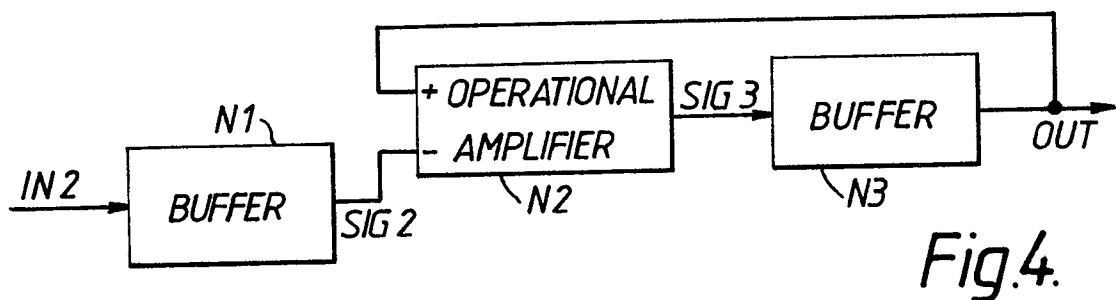 + OPERATIONAL
- AMPLIFIER
SIG 3
BUFFER
OUT
N1
IN 2
BUFFER
SIG 2
N2
N3
Fig.4.